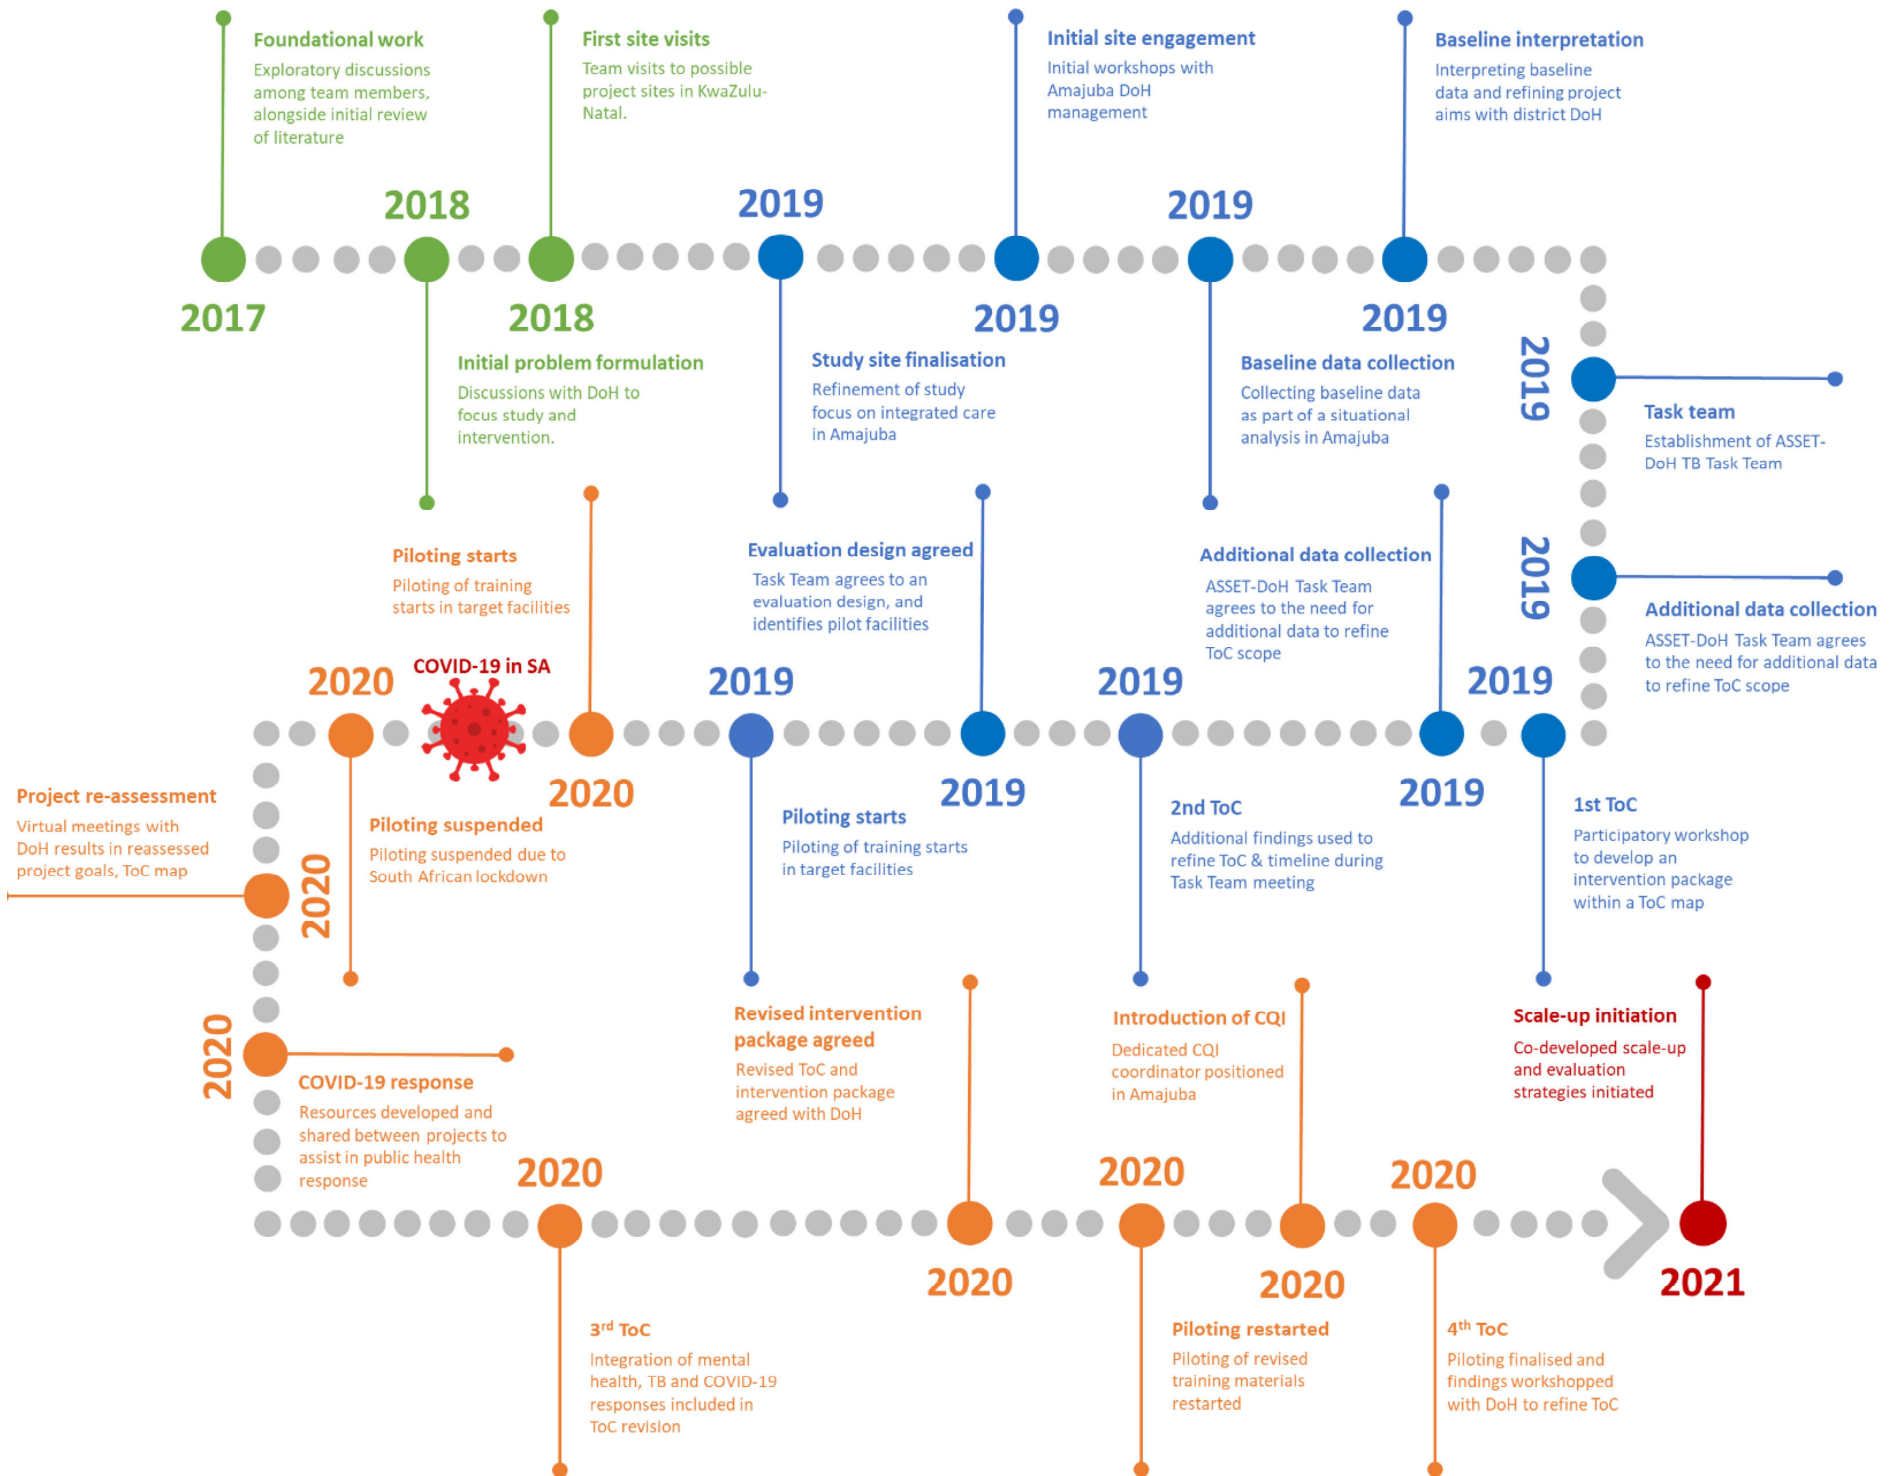 Foundational work
Exploratory discussions
among team members,
alongside initial review
of literature
2017
2018
Initial problem formulation
Discussions with DoH to
focus study and
intervention.
First site visits
Team visits to possible
project sites in KwaZulu-
Natal.
2018
2019
Study site finalisation
Refinement of study
focus on integrated care
in Amajuba
Initial site engagement
Initial workshops with
Amajuba DoH
management
2019
2019
Baseline data collection
Collecting baseline data
as part of a situational
analysis in Amajuba
Baseline interpretation
Interpreting baseline
data and refining project
aims with district DoH
2019
2019
Task team
Establishment of ASSET-
DoH TB Task Team
2019
Additional data collection
ASSET-DoH Task Team agrees
to the need for additional data
to refine ToC scope
2019
1st ToC
Participatory workshop
to develop an
intervention package
within a ToC map
Additional data collection
ASSET-DoH Task Team
agrees to the need for
additional data to refine
ToC scope
2019
2019
2nd ToC
Additional findings used to
refine ToC & timeline during
Task Team meeting
Evaluation design agreed
Task Team agrees to an
evaluation design, and
identifies pilot facilities
2019
2019
Piloting starts
Piloting of training starts
in target facilities
Piloting starts
Piloting of training
starts in target facilities
2020
COVID-19 in SA
2020
Piloting suspended
Piloting suspended due to
South African lockdown
Project re-assessment
Virtual meetings with
DoH results in reassessed
project goals, ToC map
2020
2020
COVID-19 response
Resources developed and
shared between projects to
assist in public health
response
2020
3rd ToC
Integration of mental
health, TB and COVID-19
responses included in
ToC revision
Revised intervention
package agreed
Revised ToC and
intervention package
agreed with DoH
2020
2020
Piloting restarted
Piloting of revised
training materials
restarted
Introduction of CQI
Dedicated CQI
coordinator positioned
in Amajuba
2020
2020
4th ToC
Piloting finalised and
findings workshopped
with DoH to refine ToC
Scale-up initiation
Co-developed scale-up
and evaluation
strategies initiated
2021